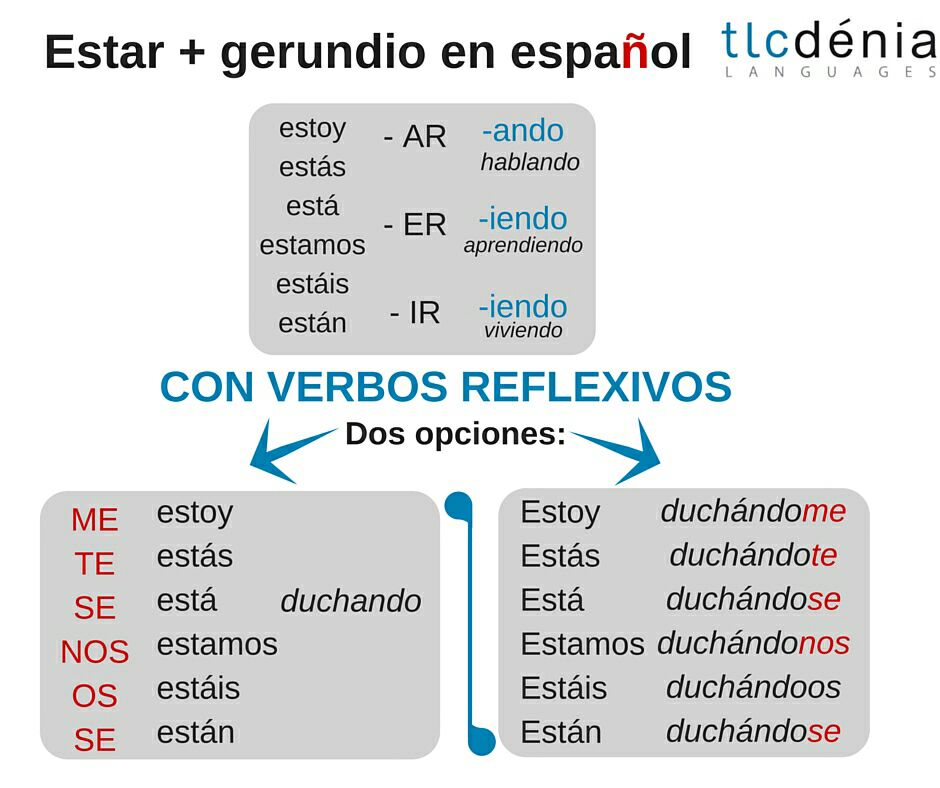 Estar + gerundio en español
tlcdénia
LANGUAGES
estoy
estás
está
estamos
estáis
están
- AR
- ER
- IR
-ando
hablando
-iendo
aprendiendo
-iendo
viviendo
CON VERBOS REFLEXIVOS
Dos opciones:
ME estoy
TE estás
SE está duchando
NOS estamos
OS estáis
SE están
Estoy duchándome
Estás duchándote
Está duchándose
Estamos duchándonos
Estáis duchándoos
Están duchándose